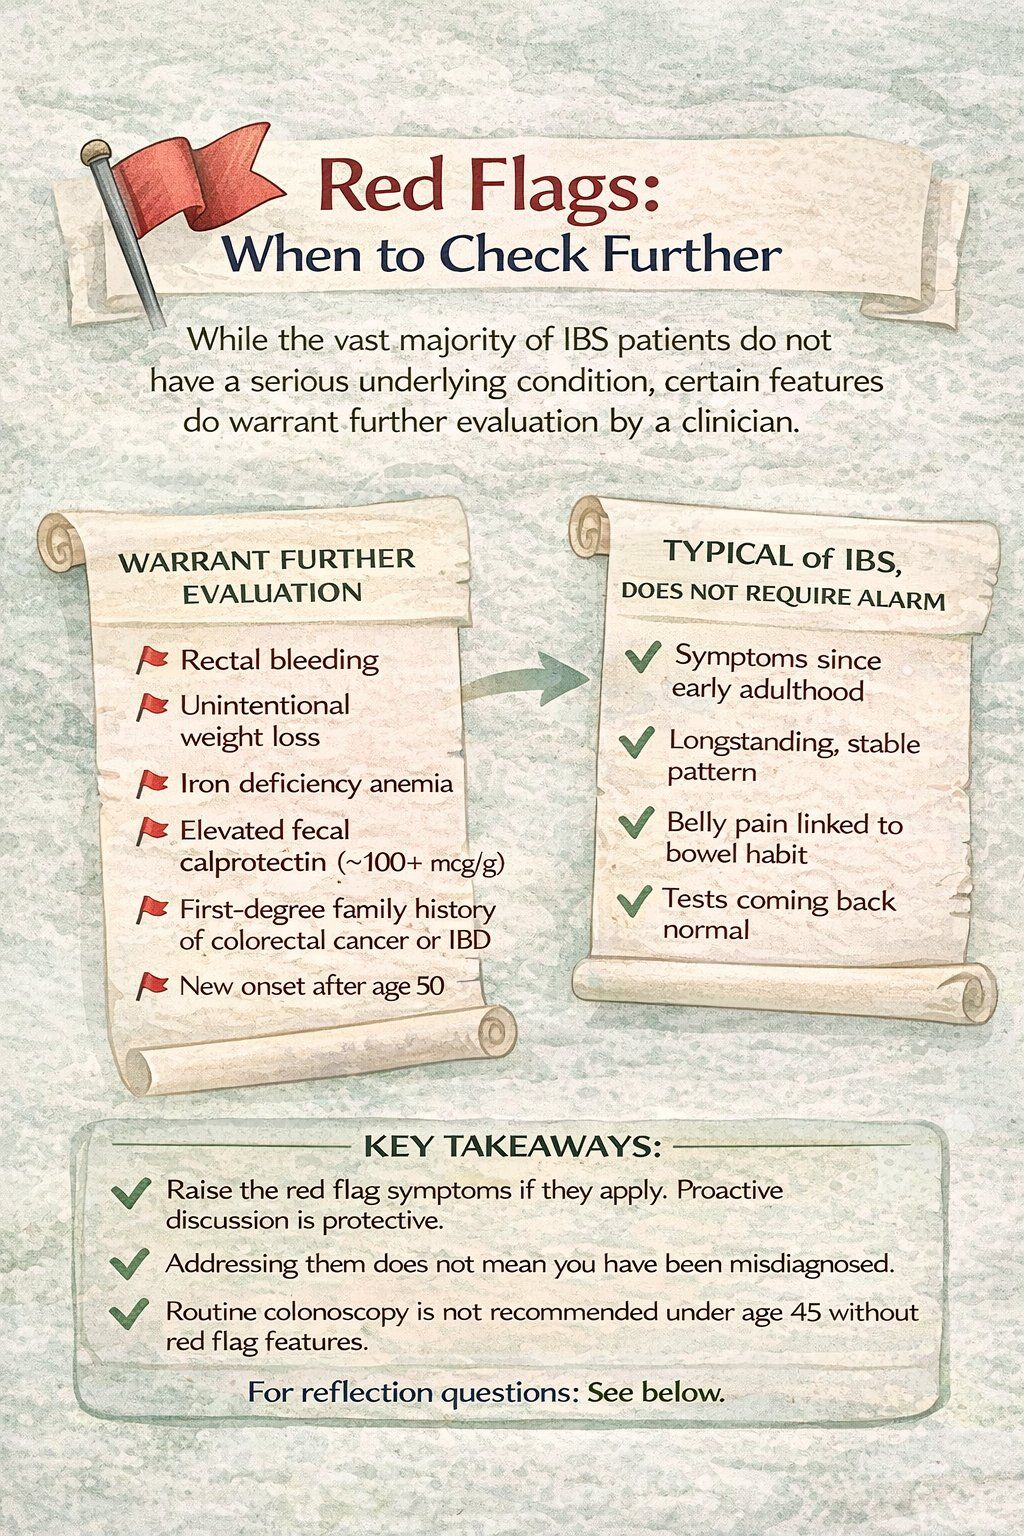 Red Flags:
When to Check Further
While the vast majority of IBS patients do not
have a serious underlying condition, certain features
do warrant further evaluation by a clinician.
WARRANT FURTHER
EVALUATION
Rectal bleeding
Unintentional
weight loss
Iron deficiency anemia
Elevated fecal
calprotectin (~100+ mcg/g)
First-degree family history
of colorectal cancer or IBD
New onset after age 50
TYPICAL of IBS,
DOES NOT REQUIRE ALARM
Symptoms since
early adulthood
Longstanding, stable
pattern
Belly pain linked to
bowel habit
Tests coming back
normal
KEY TAKEAWAYS:
Raise the red flag symptoms if they apply. Proactive
discussion is protective.
Addressing them does not mean you have been misdiagnosed.
Routine colonoscopy is not recommended under age 45 without
red flag features.
For reflection questions: See below.